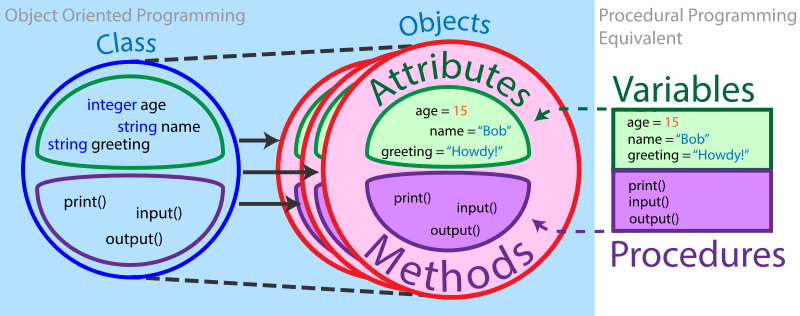 Object Oriented Programming
Class
integer age
string name
string greeting
print()
input()
output()
Objects
Attributes
age = 15
name = “Bob”
greeting = “Howdy!”
print()
input()
output()
Methods
Procedural Programming
Equivalent
Variables
age = 15
name = “Bob”
greeting = “Howdy!”
print()
input()
output()
Procedures